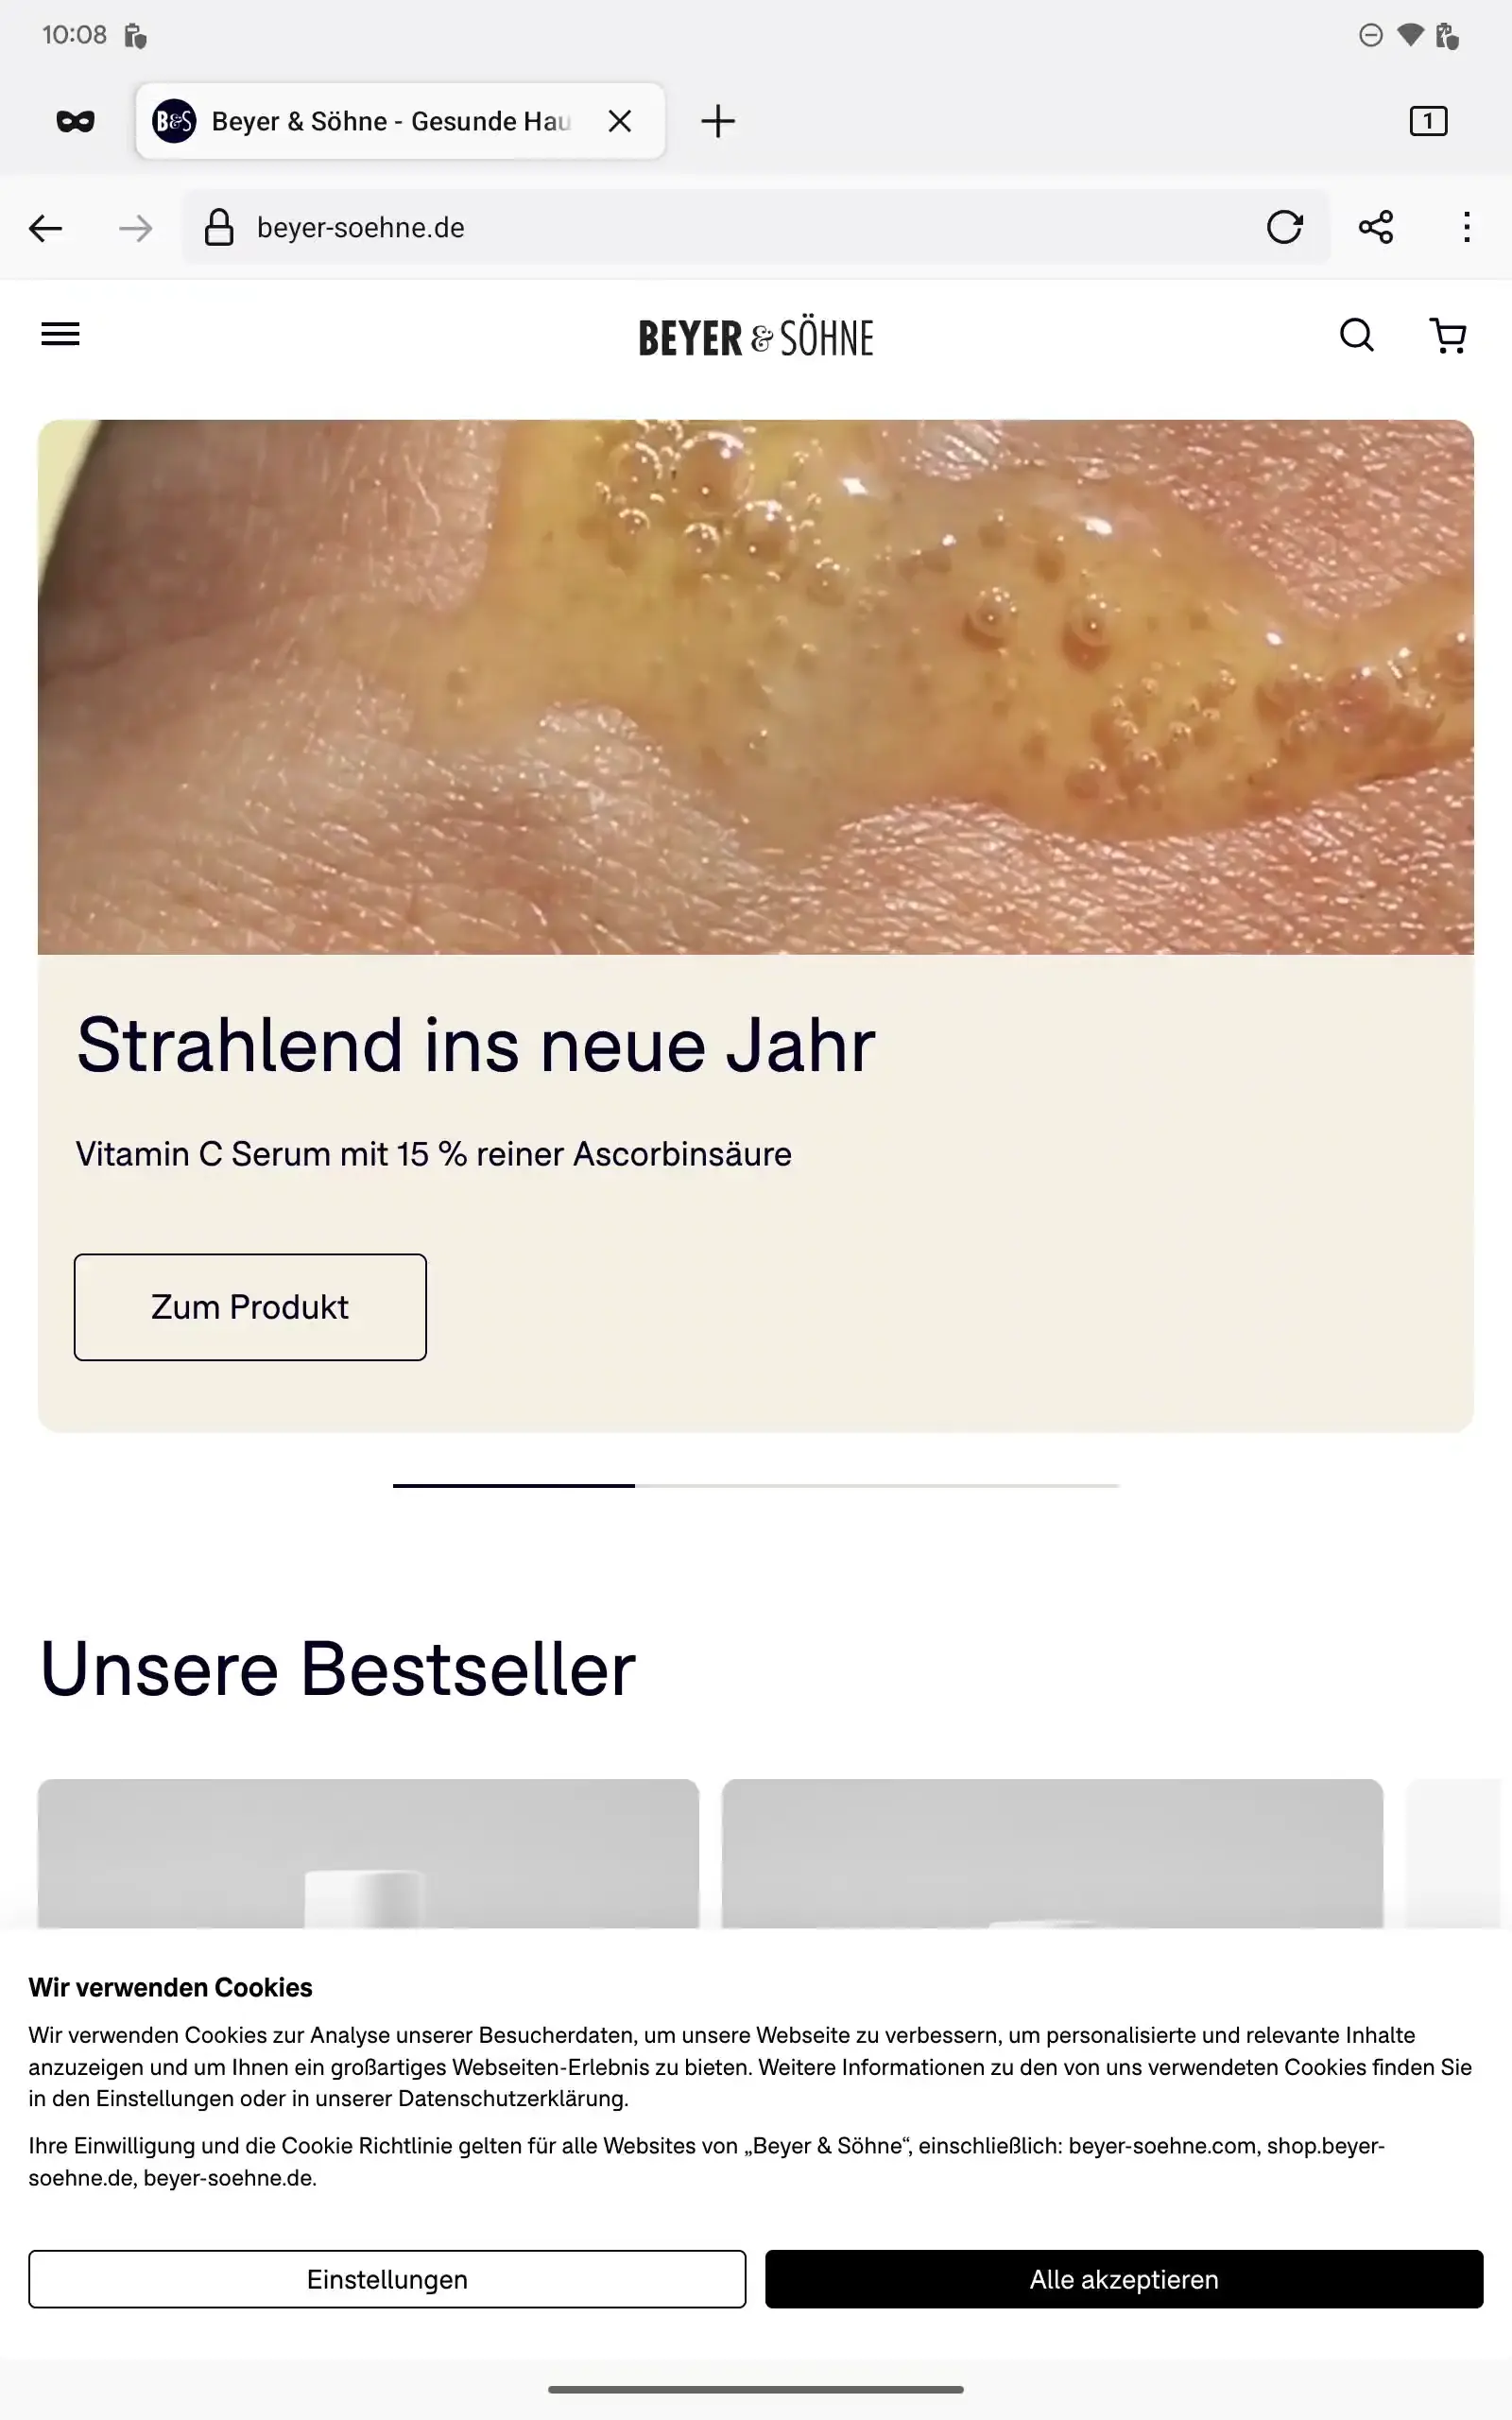 10:08
B&S Beyer & Söhne - Gesunde Hau
1
beyer-soehne.de
BEYER & SÖHNE
Strahlend ins neue Jahr
Vitamin C Serum mit 15 % reiner Ascorbinsäure
Zum Produkt
Unsere Bestseller
Wir verwenden Cookies
Wir verwenden Cookies zur Analyse unserer Besucherdaten, um unsere Webseite zu verbessern, um personalisierte und relevante Inhalte
anzuzeigen und um Ihnen ein großartiges Webseiten-Erlebnis zu bieten. Weitere Informationen zu den von uns verwendeten Cookies finden Sie
in den Einstellungen oder in unserer Datenschutzerklärung.
Ihre Einwilligung und die Cookie Richtlinie gelten für alle Websites von „Beyer & Söhne“, einschließlich: beyer-soehne.com, shop.beyer-
soehne.de, beyer-soehne.de.
Einstellungen
Alle akzeptieren